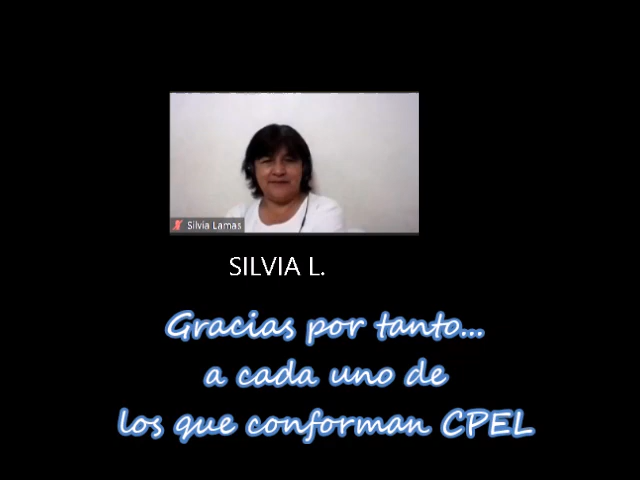 Silvia Lamas
SILVIA L.
Gracias por tanto...
a cada uno de
los que conforman CPEL